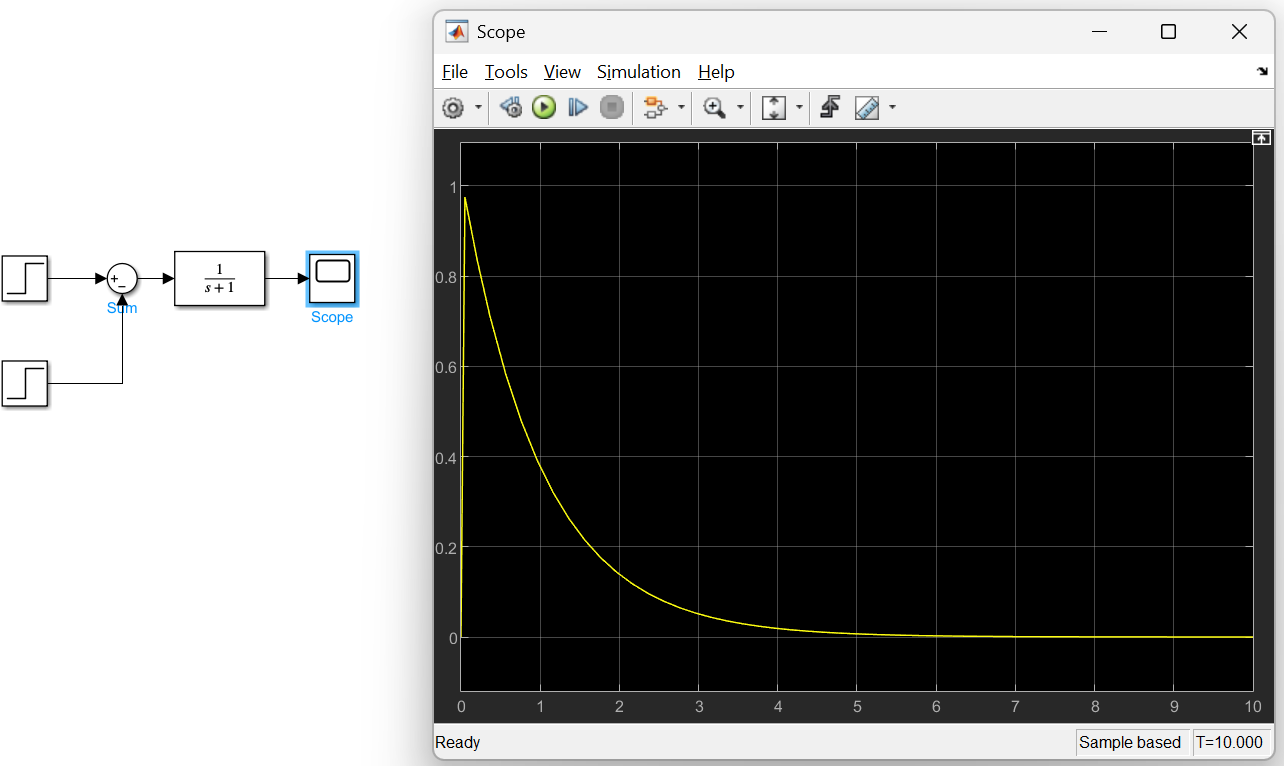 Scope
File Tools View Simulation Help
1
0.8
0.6
0.4
0.2
0
0 1 2 3 4 5 6 7 8 9 10
Ready
Sample based T=10.000
+
−
Sum
1
s + 1
Scope